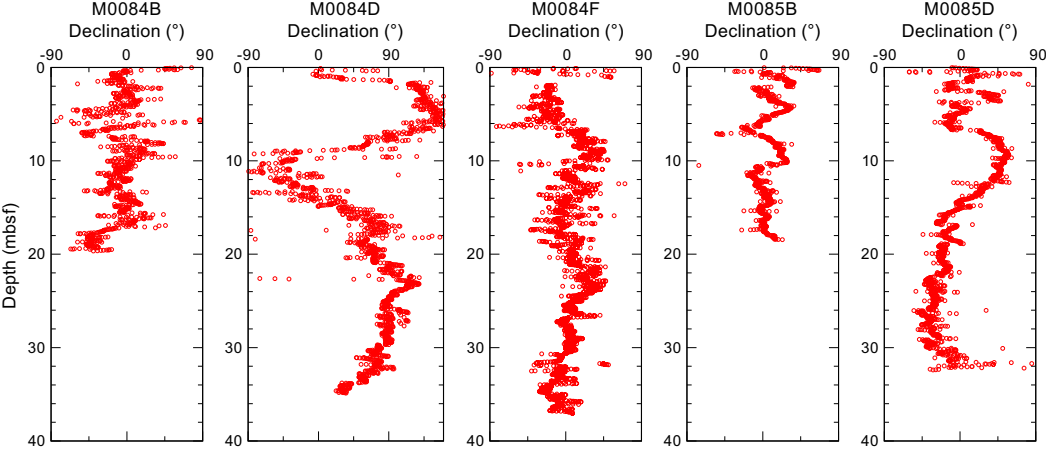 M0084B M0084D M0084F M0085B M0085D
Declination (°) Declination (°) Declination (°) Declination (°) Declination (°)
-90 0 90 -90 0 90 -90 0 90 -90 0 90 -90 0 90
0 0 0 0 0
10 10 10 10 10
20 20 20 20 20
30 30 30 30 30
40 40 40 40 40
Depth (mbsf)